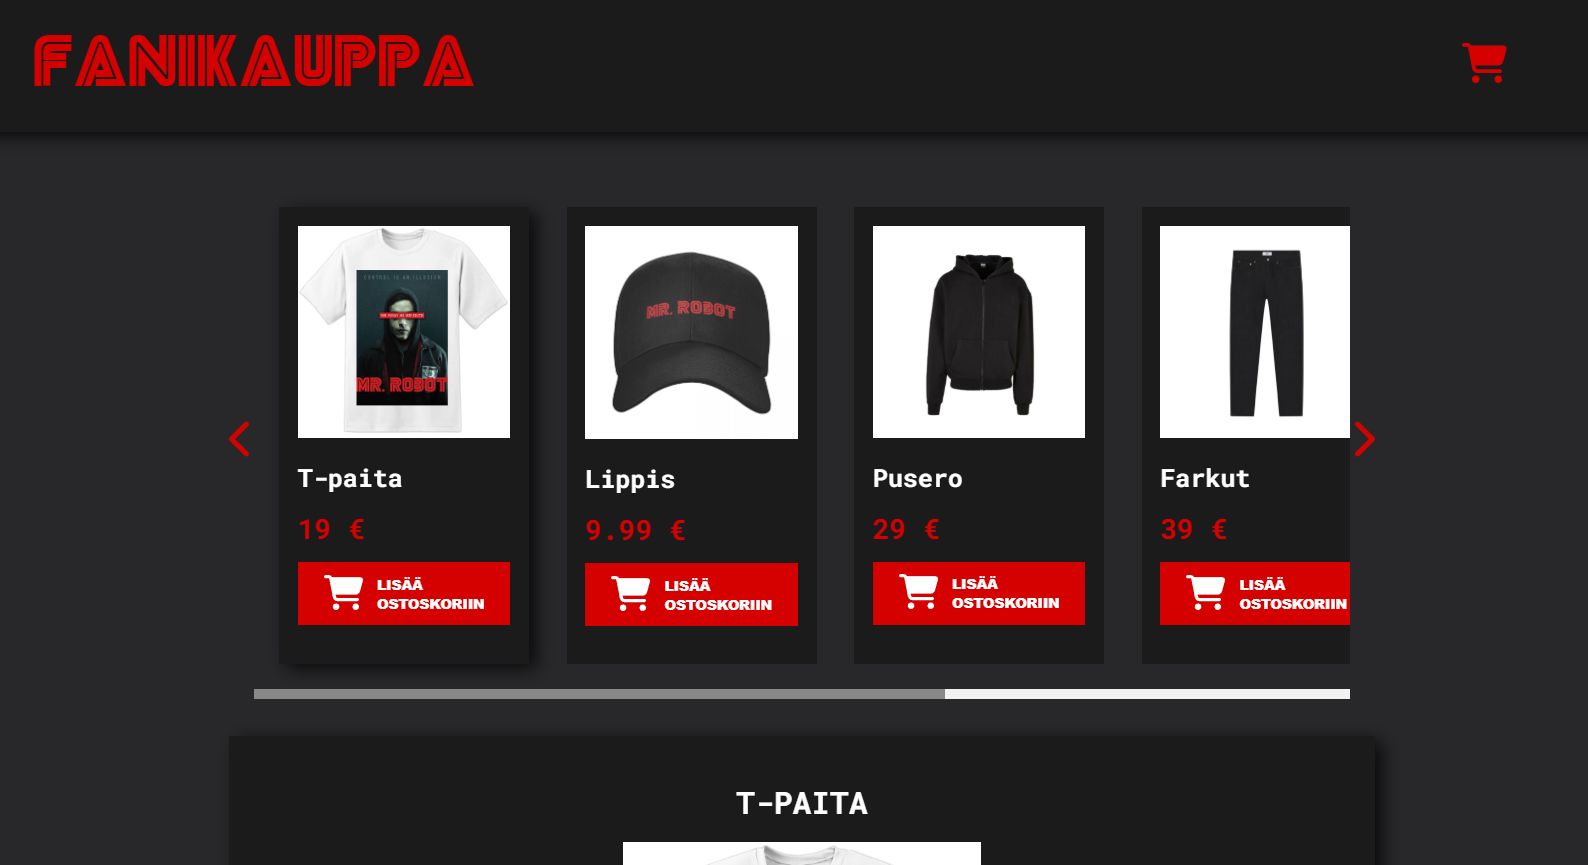 FANIKAUPPA
CONTROL IS AN ILLUSION
MR. ROBOT
MR. ROBOT
T-paita
Lippis
Pusero
Farkut
19 €
9.99 €
29 €
39 €
LISÄÄ
OSTOSKORIIN
LISÄÄ
OSTOSKORIIN
LISÄÄ
OSTOSKORIIN
LISÄÄ
OSTOSKORIIN
T-PAITA